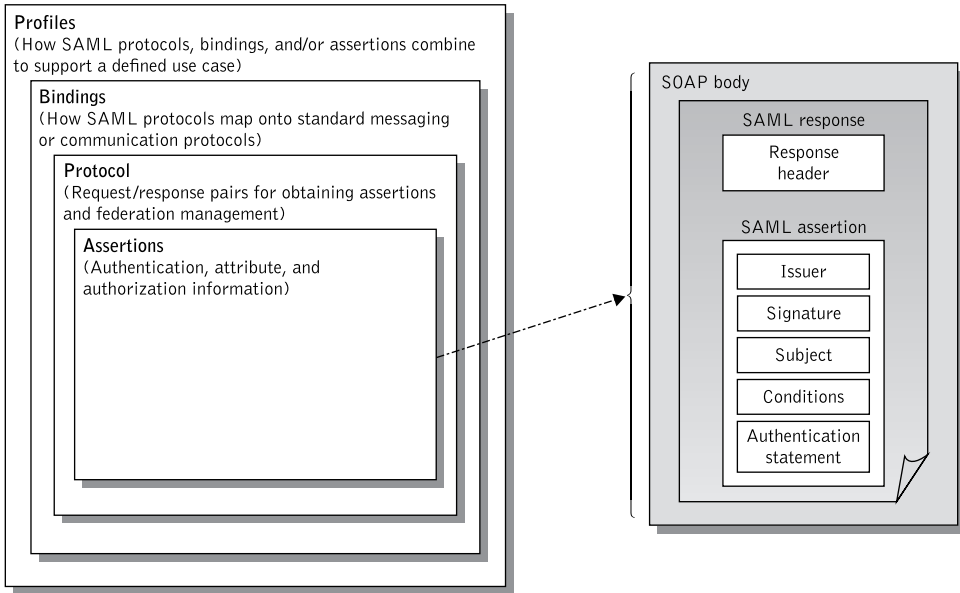 Profiles
(How SAML protocols, bindings, and/or assertions combine
to support a defined use case)
Bindings
(How SAML protocols map onto standard messaging
or communication protocols)
Protocol
(Request/response pairs for obtaining assertions
and federation management)
Assertions
(Authentication, attribute, and
authorization information)
SOAP body
SAML response
Response
header
SAML assertion
Issuer
Signature
Subject
Conditions
Authentication
statement